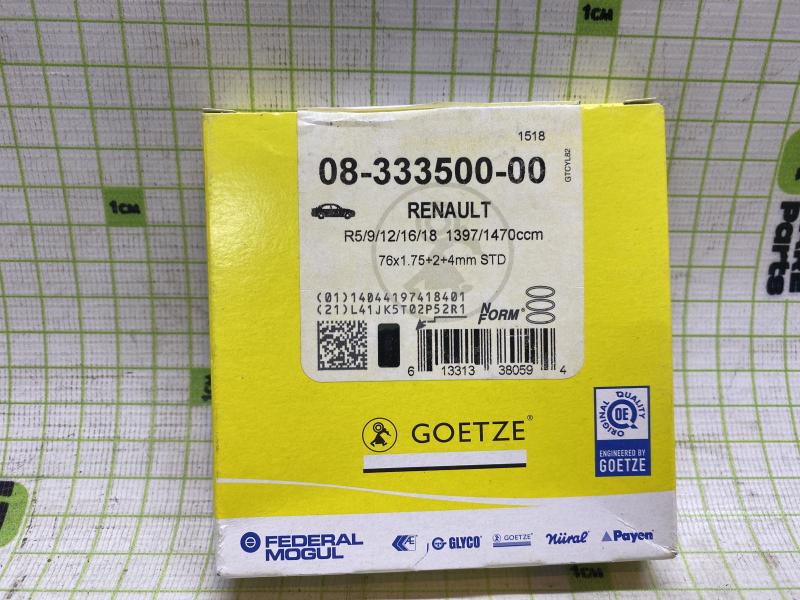 1CM
1518
08-333500-00
GTCYL82
RENAULT
R5/9/12/16/18 1397/1470ccm
76x1.75+2+4mm STD
(01)14044197418401
(21)L41JK5T02P52R1
N FORM®
6 13313 38059 4
1CM
1CM
GOETZE®
ORIGINAL QUALITY
OE
ENGINEERED BY
GOETZE
FEDERAL
MOGUL
AE
GLYCO
GOETZE
Nüral
Payen
1CM
Parts